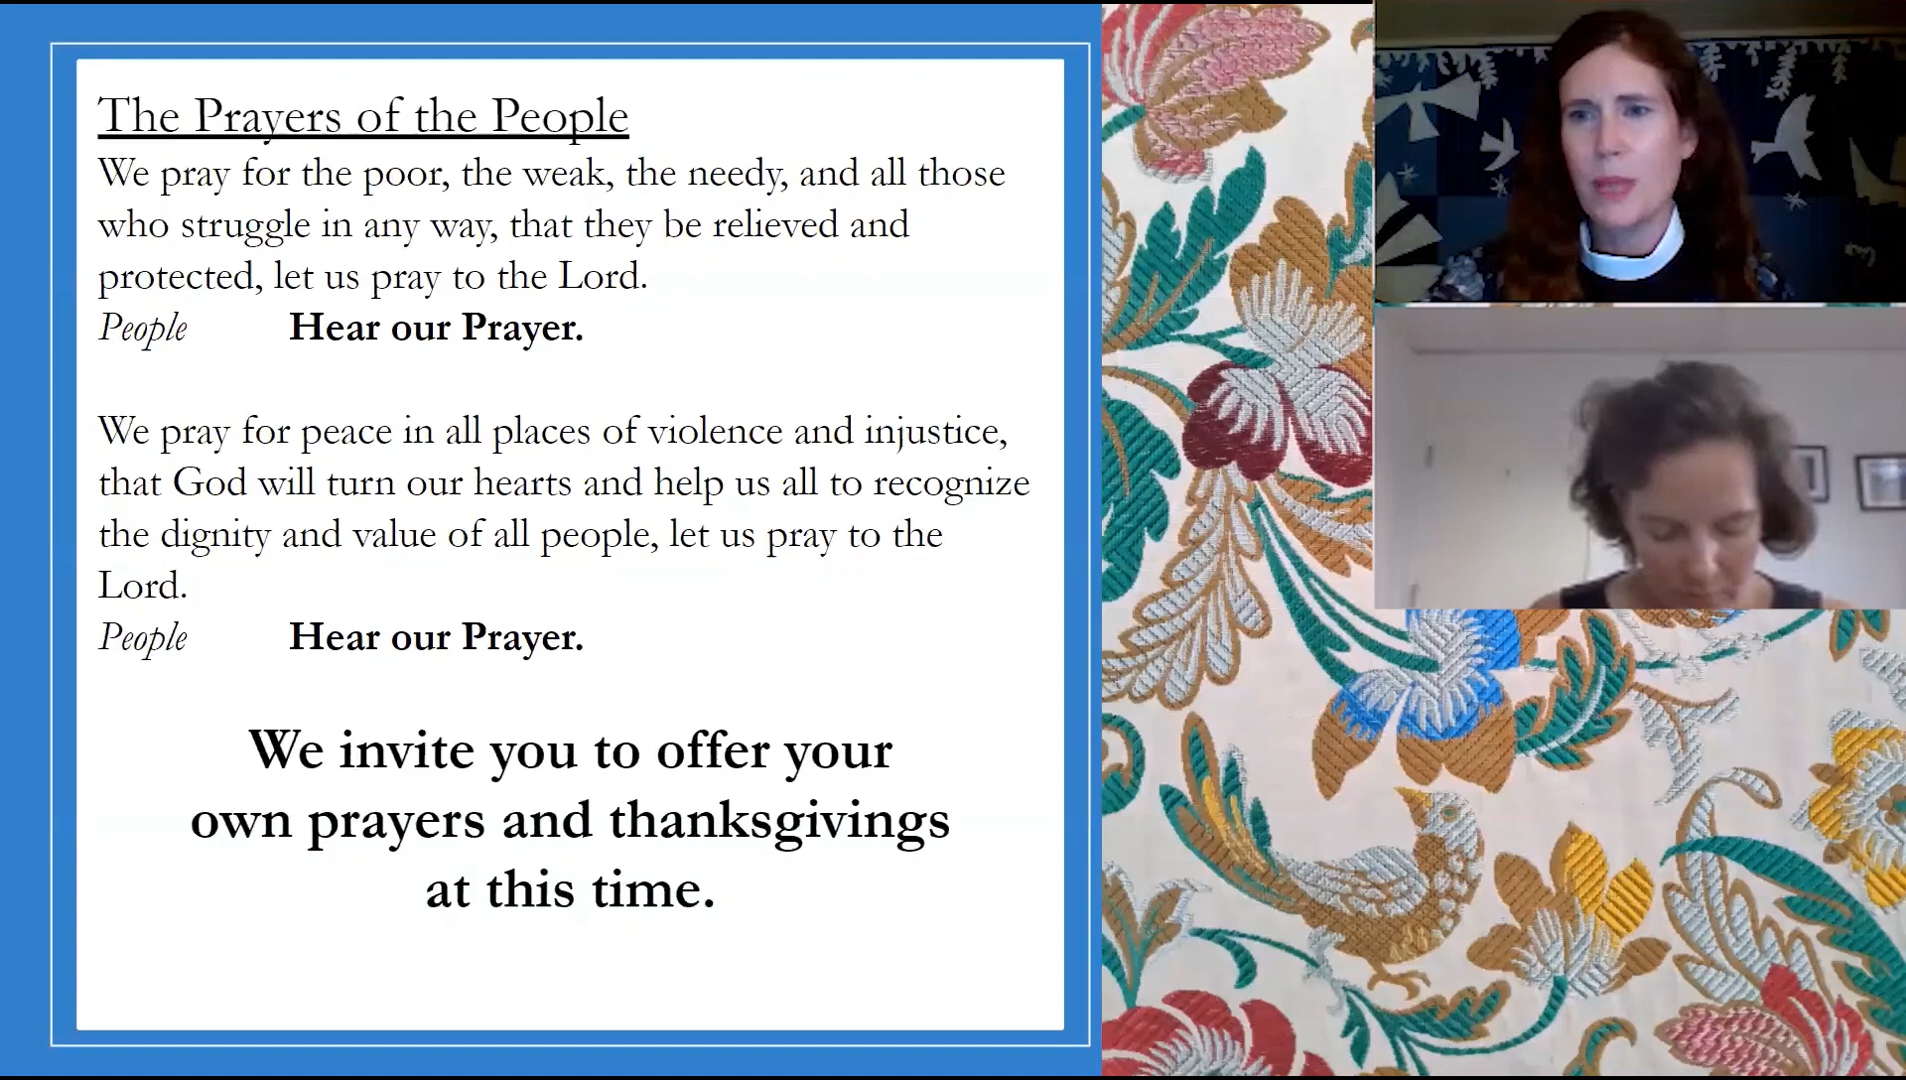 The Prayers of the People
We pray for the poor, the weak, the needy, and all those
who struggle in any way, that they be relieved and
protected, let us pray to the Lord.
People Hear our Prayer.
We pray for peace in all places of violence and injustice,
that God will turn our hearts and help us all to recognize
the dignity and value of all people, let us pray to the
Lord.
People Hear our Prayer.
We invite you to offer your
own prayers and thanksgivings
at this time.